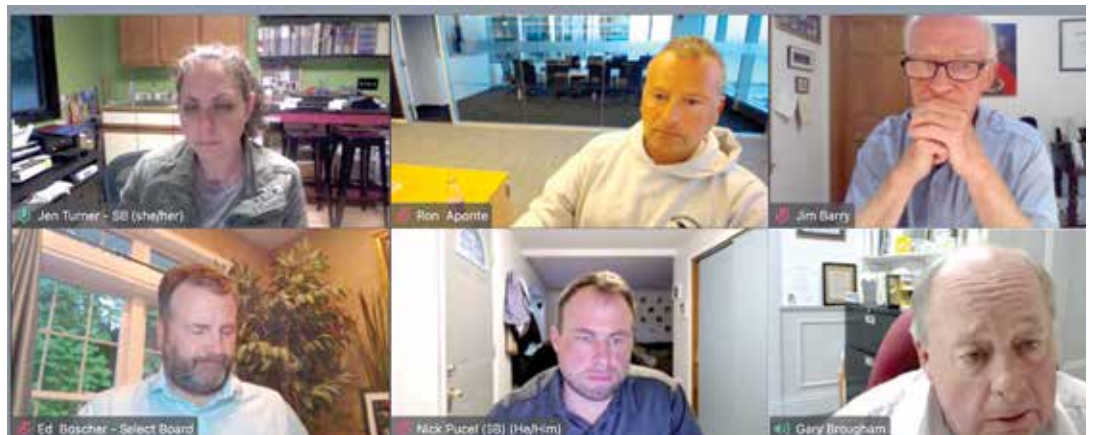 Jen Turner - SB (she/her)
Ron Aponte
Jim Barry
Ed Boscher - Select Board
Nick Pucel (SB) (He/Him)
Gary Brougham